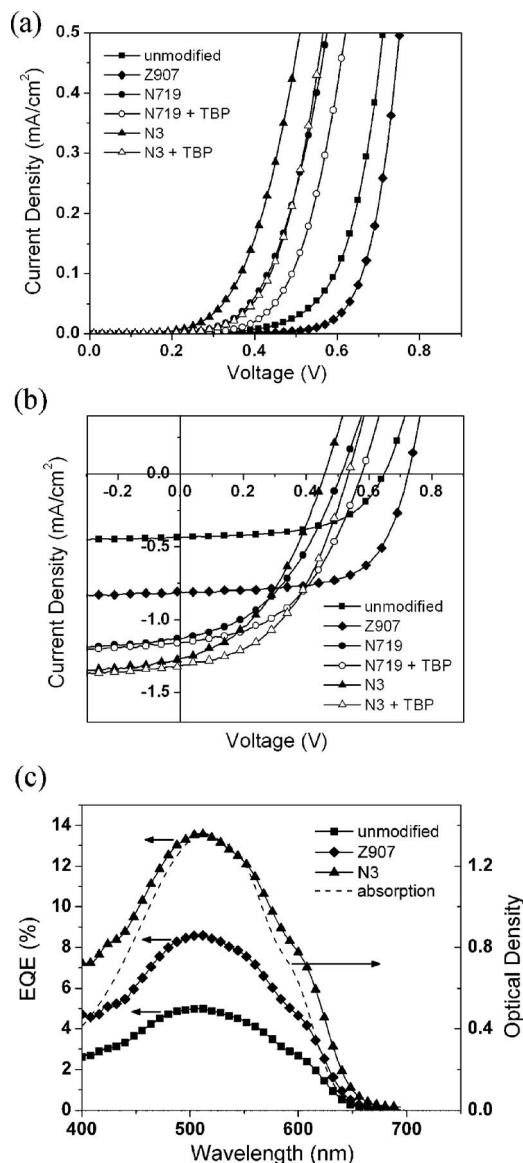 (a)
0.5
0.4
0.3
0.2
0.1
0.0
Current Density (mA/cm²)
unmodified
Z907
N719
N719 + TBP
N3
N3 + TBP
0.0 0.2 0.4 0.6 0.8
Voltage (V)
(b)
0.0
-0.5
-1.0
-1.5
Current Density (mA/cm²)
-0.2 0.0 0.2 0.4 0.6 0.8
unmodified
Z907
N719
N719 + TBP
N3
N3 + TBP
Voltage (V)
(c)
14
12
10
8
6
4
2
0
EQE (%)
unmodified
Z907
N3
absorption
1.2
0.8
0.4
0.0
Optical Density
400 500 600 700
Wavelength (nm)